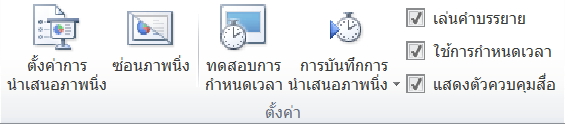 ตั้งค่าการ
นำเสนอภาพนิ่ง
ซ่อนภาพนิ่ง
ทดสอบการ
กำหนดเวลา
การบันทึกการ
นำเสนอภาพนิ่ง
เล่นคำบรรยาย
ใช้การกำหนดเวลา
แสดงตัวควบคุมสื่อ
ตั้งค่า